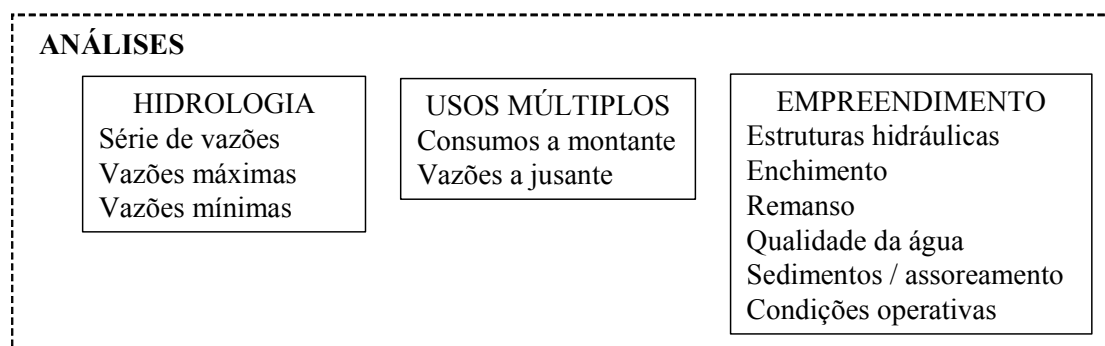 ANÁLISES
HIDROLOGIA
Série de vazões
Vazões máximas
Vazões mínimas
USOS MÚLTIPLOS
Consumos a montante
Vazões a jusante
EMPREENDIMENTO
Estruturas hidráulicas
Enchimento
Remanso
Qualidade da água
Sedimentos / assoreamento
Condições operativas